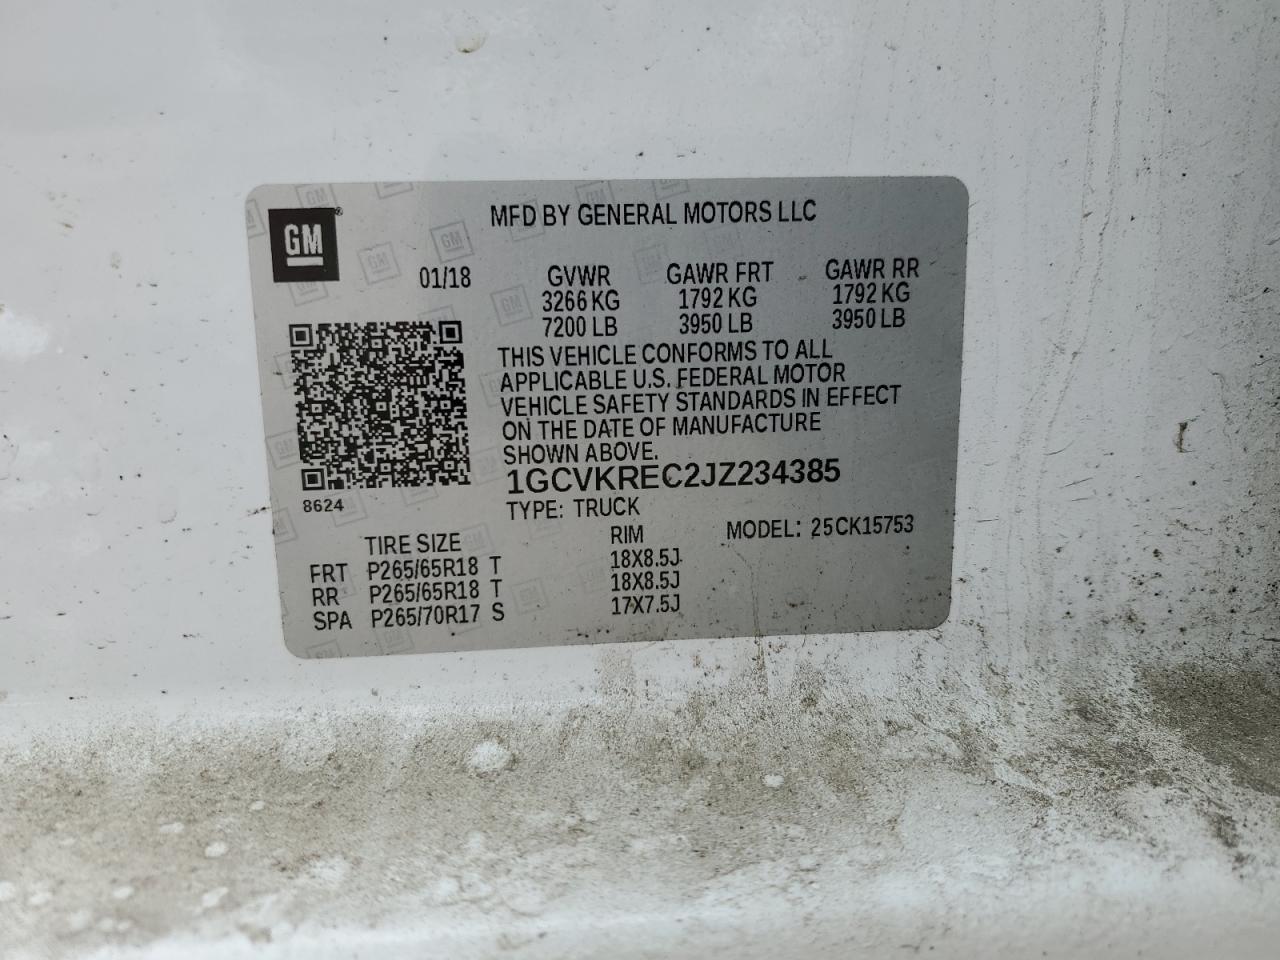 MFD BY GENERAL MOTORS LLC
GM
01/18
GVWR GAWR FRT GAWR RR
3266 KG 1792 KG 1792 KG
7200 LB 3950 LB 3950 LB
THIS VEHICLE CONFORMS TO ALL
APPLICABLE U.S. FEDERAL MOTOR
VEHICLE SAFETY STANDARDS IN EFFECT
ON THE DATE OF MANUFACTURE
SHOWN ABOVE.
1GCVKREC2JZ234385
8624
TYPE: TRUCK
MODEL: 25CK15753
TIRE SIZE RIM
FRT P265/65R18 T 18X8.5J
RR P265/65R18 T 18X8.5J
SPA P265/70R17 S 17X7.5J